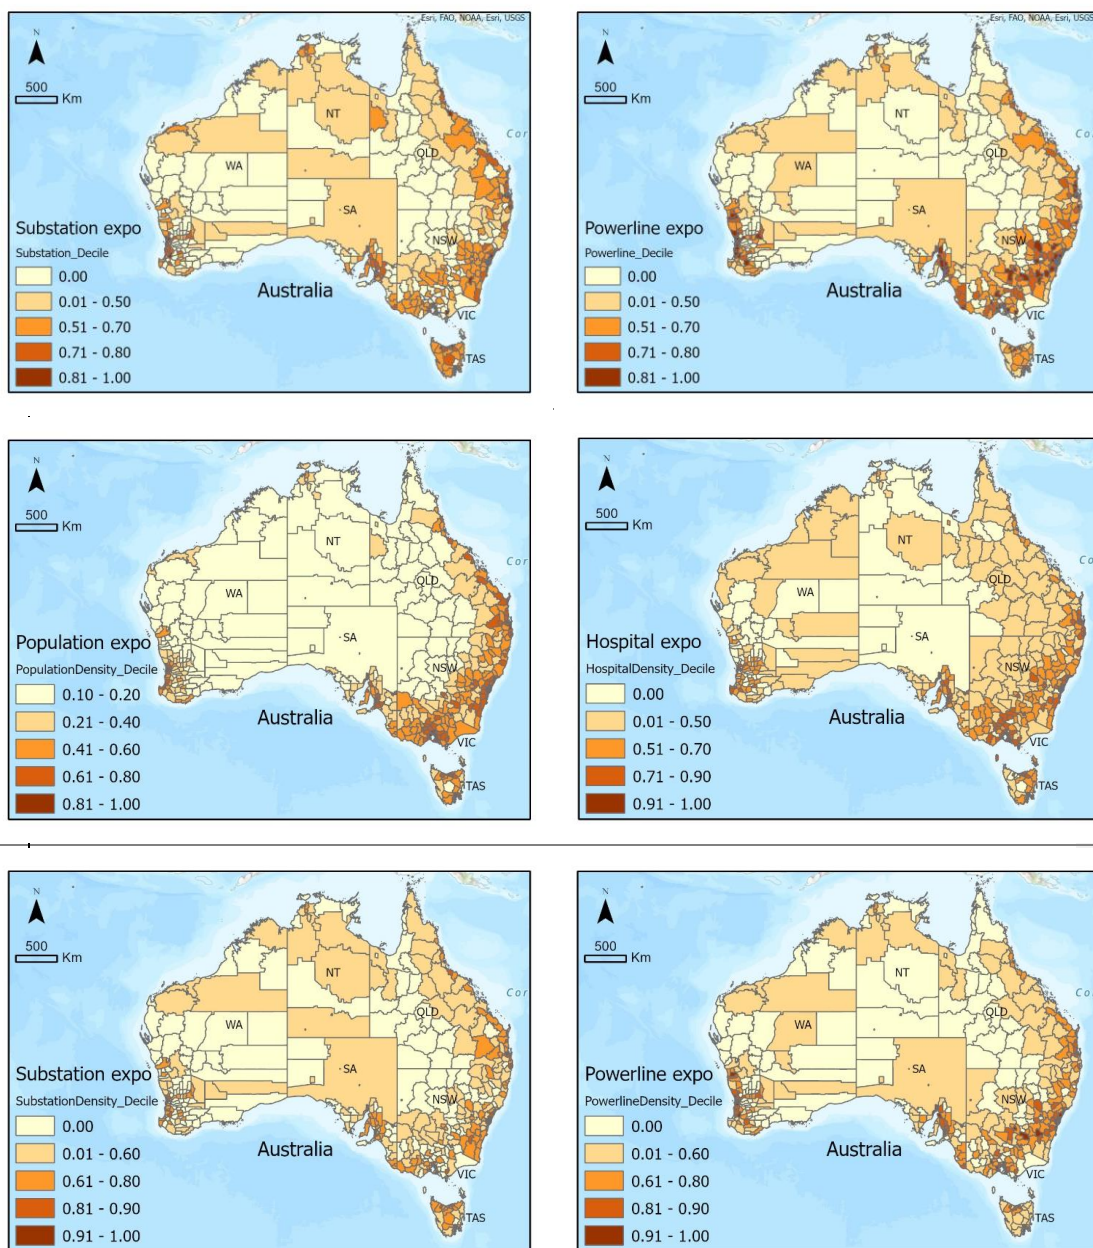 Esri, FAO, NOAA, Esri, USGS
N
500
Km
Cor
NT
QLD
WA
SA
NSW
VIC
TAS
Australia
Substation expo
Substation_Decile
0.00
0.01 - 0.50
0.51 - 0.70
0.71 - 0.80
0.81 - 1.00
Esri, FAO, NOAA, Esri, USGS
N
500
Km
Co
NT
QLD
WA
SA
NSW
VIC
TAS
Australia
Powerline expo
Powerline_Decile
0.00
0.01 - 0.50
0.51 - 0.70
0.71 - 0.80
0.81 - 1.00
N
500
Km
Cor
NT
QLD
WA
SA
NSW
VIC
TAS
Australia
Population expo
PopulationDensity_Decile
0.10 - 0.20
0.21 - 0.40
0.41 - 0.60
0.61 - 0.80
0.81 - 1.00
N
500
Km
Co
NT
QLD
WA
SA
NSW
VIC
TAS
Australia
Hospital expo
HospitalDensity_Decile
0.00
0.01 - 0.50
0.51 - 0.70
0.71 - 0.90
0.91 - 1.00
N
500
Km
Cor
NT
QLD
WA
SA
NSW
VIC
TAS
Australia
Substation expo
SubstationDensity_Decile
0.00
0.01 - 0.60
0.61 - 0.80
0.81 - 0.90
0.91 - 1.00
N
500
Km
Co
NT
QLD
WA
SA
NSW
VIC
TAS
Australia
Powerline expo
PowerlineDensity_Decile
0.00
0.01 - 0.60
0.61 - 0.80
0.81 - 0.90
0.91 - 1.00